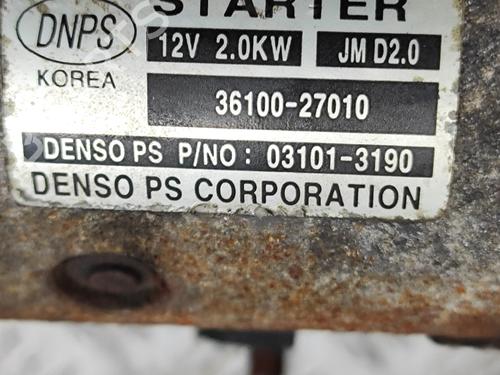 STARTER
DNPS
12V 2.0KW JM D2.0
KOREA
36100-27010
DENSO PS P/NO: 03101-3190
DENSO PS CORPORATION